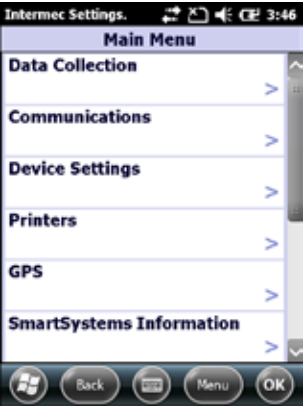 Intermec Settings. 3:46
Main Menu
Data Collection
>
Communications
>
Device Settings
>
Printers
>
GPS
>
SmartSystems Information
>
Back Menu OK